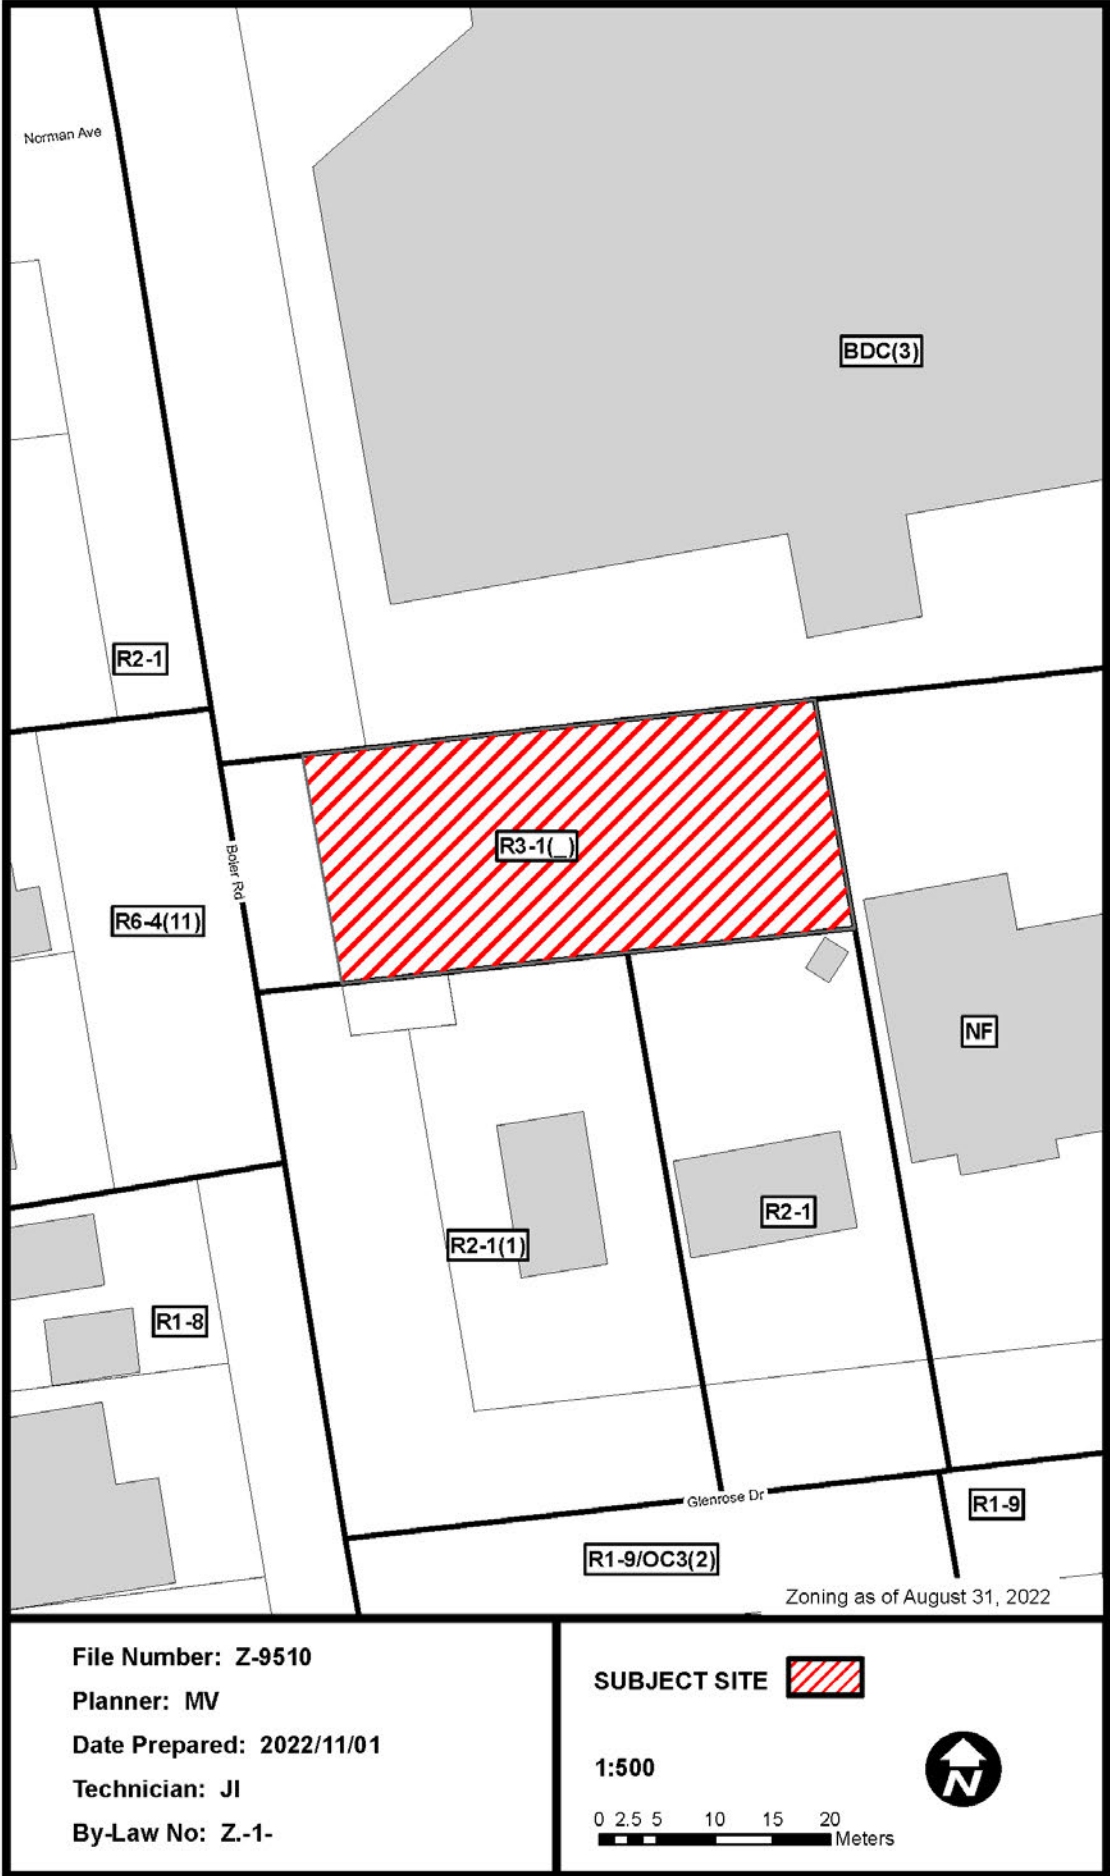 Norman Ave
BDC(3)
R2-1
R3-1(_)
Boler Rd
R6-4(11)
NF
R2-1
R2-1(1)
R1-8
Glenrose Dr
R1-9
R1-9/OC3(2)
Zoning as of August 31, 2022
File Number: Z-9510
Planner: MV
Date Prepared: 2022/11/01
Technician: JI
By-Law No: Z.-1-
SUBJECT SITE
1:500
N
0 2.5 5 10 15 20
Meters